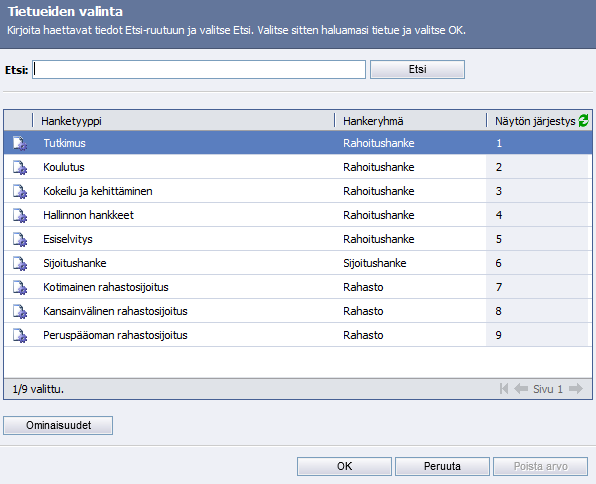 Tietueiden valinta
Kirjoita haettavat tiedot Etsi-ruutuun ja valitse Etsi. Valitse sitten haluamasi tietue ja valitse OK.
Etsi: Etsi
Hanketyyppi Hankeryhmä Näytön järjestys
Tutkimus Rahoitushanke 1
Koulutus Rahoitushanke 2
Kokeilu ja kehittäminen Rahoitushanke 3
Hallinnon hankkeet Rahoitushanke 4
Esiselvitys Rahoitushanke 5
Sijoitushanke Sijoitushanke 6
Kotimainen rahastosijoitus Rahasto 7
Kansainvälinen rahastosijoitus Rahasto 8
Peruspääoman rahastosijoitus Rahasto 9
1/9 valittu. Sivu 1
Ominaisuudet
OK Peruuta Poista arvo